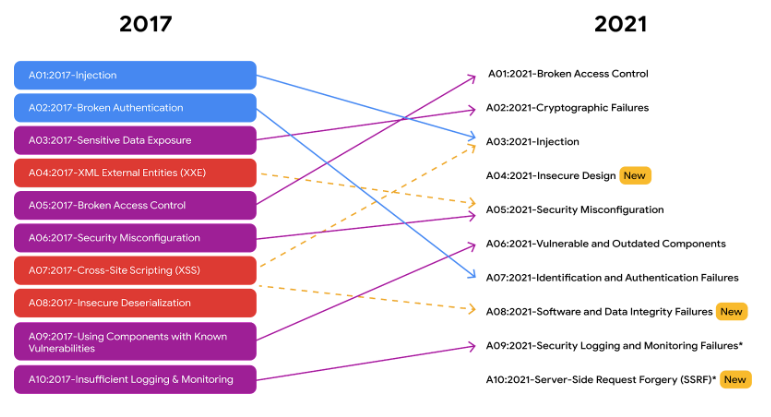 2017
2021
A01:2017-Injection
A02:2017-Broken Authentication
A03:2017-Sensitive Data Exposure
A04:2017-XML External Entities (XXE)
A05:2017-Broken Access Control
A06:2017-Security Misconfiguration
A07:2017-Cross-Site Scripting (XSS)
A08:2017-Insecure Deserialization
A09:2017-Using Components with Known
Vulnerabilities
A10:2017-Insufficient Logging & Monitoring
A01:2021-Broken Access Control
A02:2021-Cryptographic Failures
A03:2021-Injection
A04:2021-Insecure Design New
A05:2021-Security Misconfiguration
A06:2021-Vulnerable and Outdated Components
A07:2021-Identification and Authentication Failures
A08:2021-Software and Data Integrity Failures New
A09:2021-Security Logging and Monitoring Failures*
A10:2021-Server-Side Request Forgery (SSRF)* New